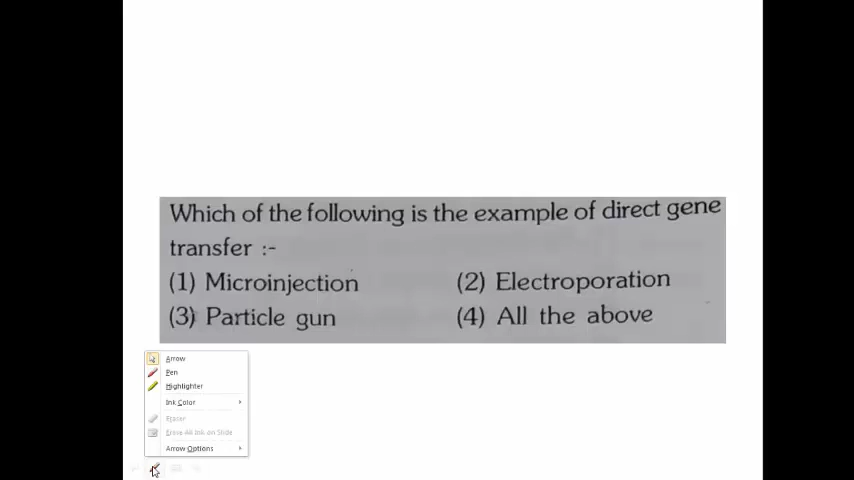 Which of the following is the example of direct gene
transfer :-
(1) Microinjection (2) Electroporation
(3) Particle gun (4) All the above
Arrow
Pen
Highlighter
Ink Color
Eraser
Erase All Ink on Slide
Arrow Options